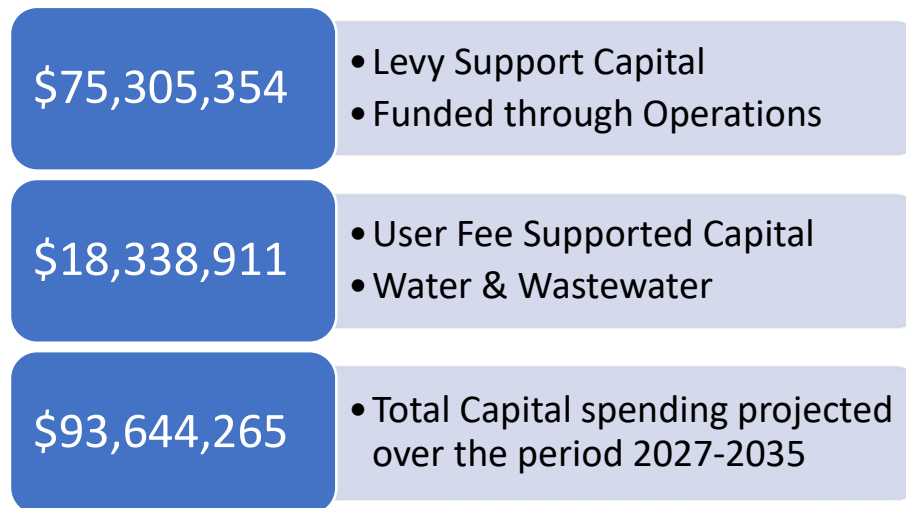 $75,305,354
• Levy Support Capital
• Funded through Operations
$18,338,911
• User Fee Supported Capital
• Water & Wastewater
$93,644,265
• Total Capital spending projected
over the period 2027-2035